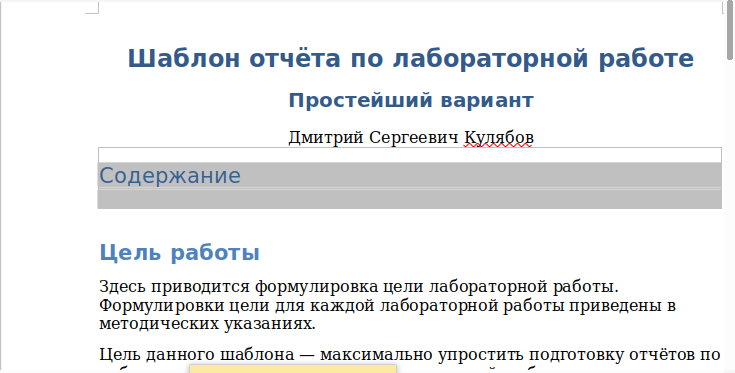 Шаблон отчёта по лабораторной работе
Простейший вариант
Дмитрий Сергеевич Кулябов
Содержание
Цель работы
Здесь приводится формулировка цели лабораторной работы.
Формулировки цели для каждой лабораторной работы приведены в
методических указаниях.
Цель данного шаблона — максимально упростить подготовку отчётов по